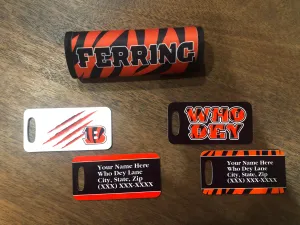 FERRING
B
WHO
DEY
Your Name Here
Who Dey Lane
City, State, Zip
(XXX) XXX-XXXX
Your Name Here
Who Dey Lane
City, State, Zip
(XXX) XXX-XXXX